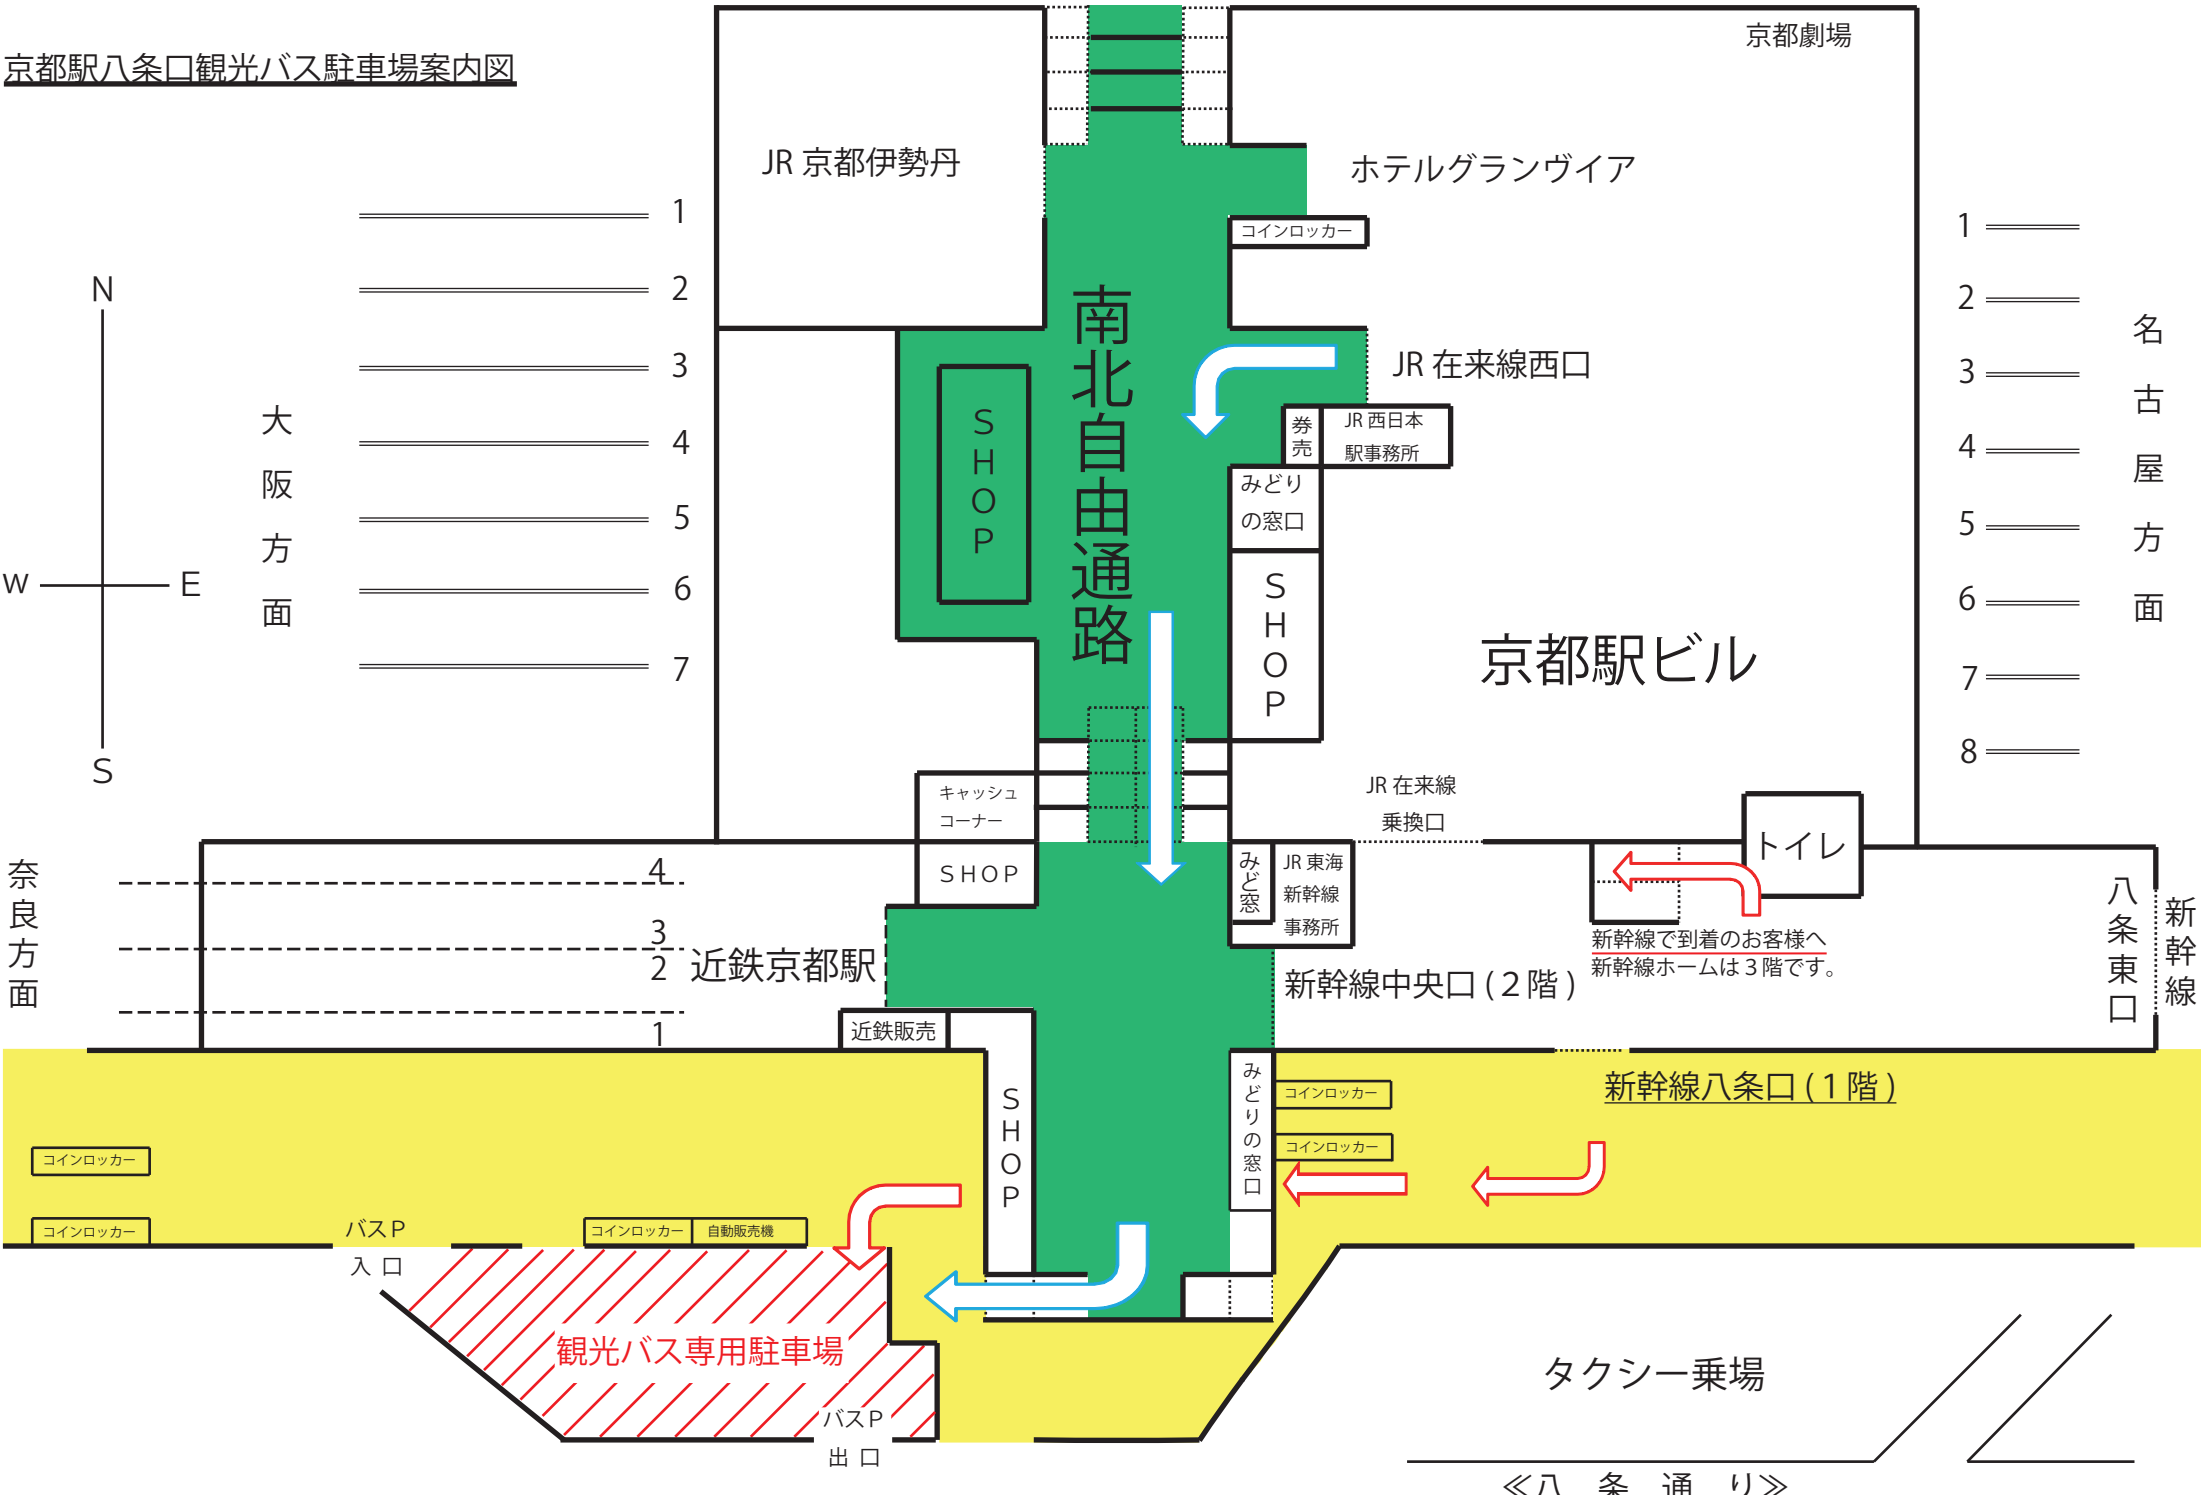 京都駅八条口観光バス駐車場案内図
京都劇場
JR 京都伊勢丹
ホテルグランヴイア
コインロッカー
N
W
E
S
大阪方面
1
2
3
4
5
6
7
南北自由通路
SHOP
JR 在来線西口
券売
JR 西日本
駅事務所
みどり
の窓口
SHOP
京都駅ビル
1
2
3
4
5
6
7
8
名古屋方面
キャッシュ
コーナー
SHOP
JR 在来線
乗換口
みど窓
JR 東海
新幹線
事務所
トイレ
新幹線で到着のお客様へ
新幹線ホームは3階です。
八条東口
新幹線
奈良方面
4
3
2
1
近鉄京都駅
新幹線中央口(2階)
近鉄販売
SHOP
みどりの窓口
コインロッカー
コインロッカー
新幹線八条口(1階)
コインロッカー
コインロッカー
バスP
入口
コインロッカー
自動販売機
観光バス専用駐車場
バスP
出口
タクシー乗場
≪八条通り≫